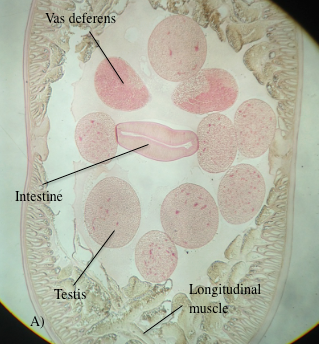 Vas deferens
Intestine
Testis
Longitudinal
muscle
A)